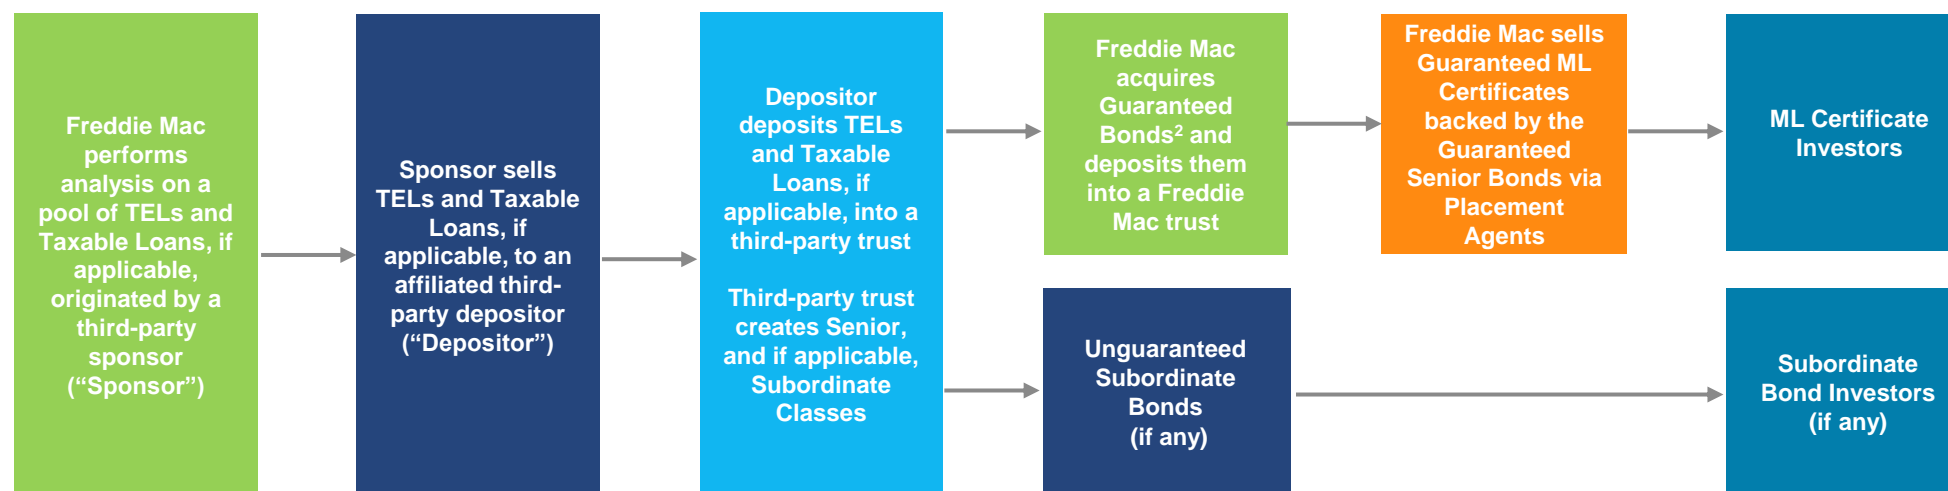 Freddie Mac
performs
analysis on a
pool of TELs and
Taxable Loans, if
applicable,
originated by a
third-party
sponsor
(“Sponsor”)
Sponsor sells
TELs and Taxable
Loans, if
applicable, to an
affiliated third-
party depositor
(“Depositor”)
Depositor
deposits TELs
and Taxable
Loans, if
applicable, into a
third-party trust
Third-party trust
creates Senior,
and if applicable,
Subordinate
Classes
Freddie Mac
acquires
Guaranteed
Bonds² and
deposits them
into a Freddie
Mac trust
Freddie Mac sells
Guaranteed ML
Certificates
backed by the
Guaranteed
Senior Bonds via
Placement
Agents
ML Certificate
Investors
Unguaranteed
Subordinate
Bonds
(if any)
Subordinate
Bond Investors
(if any)